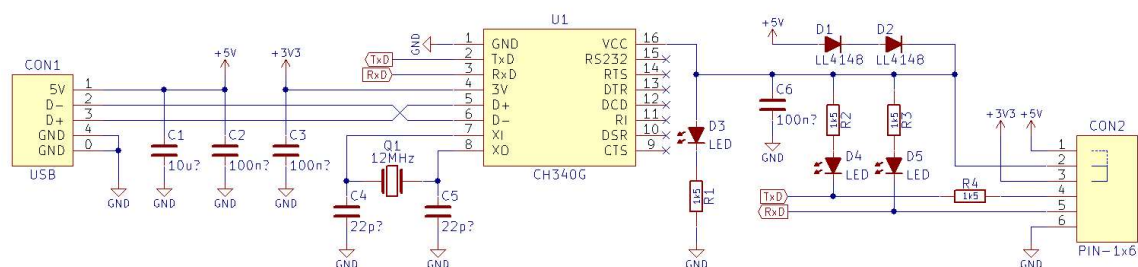 U1
CH340G
1 GND
2 TxD
3 RxD
4 3V
5 D+
6 D-
7 XI
8 XO
VCC 16
RS232 15
RTS 14
DTR 13
DCD 12
RI 11
DSR 10
CTS 9
GND
TxD
RxD
CON1
5V 1
D- 2
D+ 3
GND 4
GND 0
USB
GND
+5V
+3V3
C1
10u?
GND
C2
100n?
GND
C3
100n?
GND
Q1
12MHz
C4
22p?
GND
C5
22p?
GND
D3
LED
1k5
R1
GND
+5V
D1
LL4148
D2
LL4148
C6
100n?
GND
1k5
R2
1k5
R3
D4
LED
D5
LED
TxD
RxD
R4
1k5
+3V3
+5V
CON2
1
2
3
4
5
6
PIN-1x6
GND